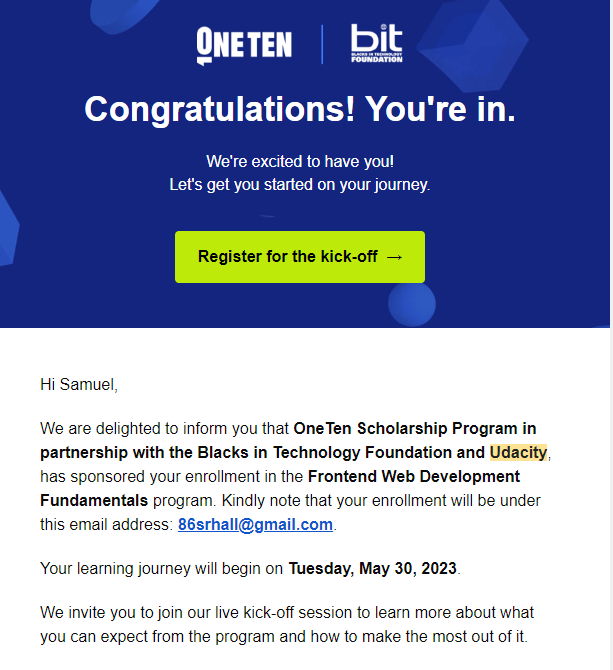 ONETEN
bit
BLACKS IN TECHNOLOGY
FOUNDATION
Congratulations! You're in.
We're excited to have you!
Let's get you started on your journey.
Register for the kick-off →
Hi Samuel,
We are delighted to inform you that OneTen Scholarship Program in
partnership with the Blacks in Technology Foundation and Udacity,
has sponsored your enrollment in the Frontend Web Development
Fundamentals program. Kindly note that your enrollment will be under
this email address: 86srhall@gmail.com.
Your learning journey will begin on Tuesday, May 30, 2023.
We invite you to join our live kick-off session to learn more about what
you can expect from the program and how to make the most out of it.